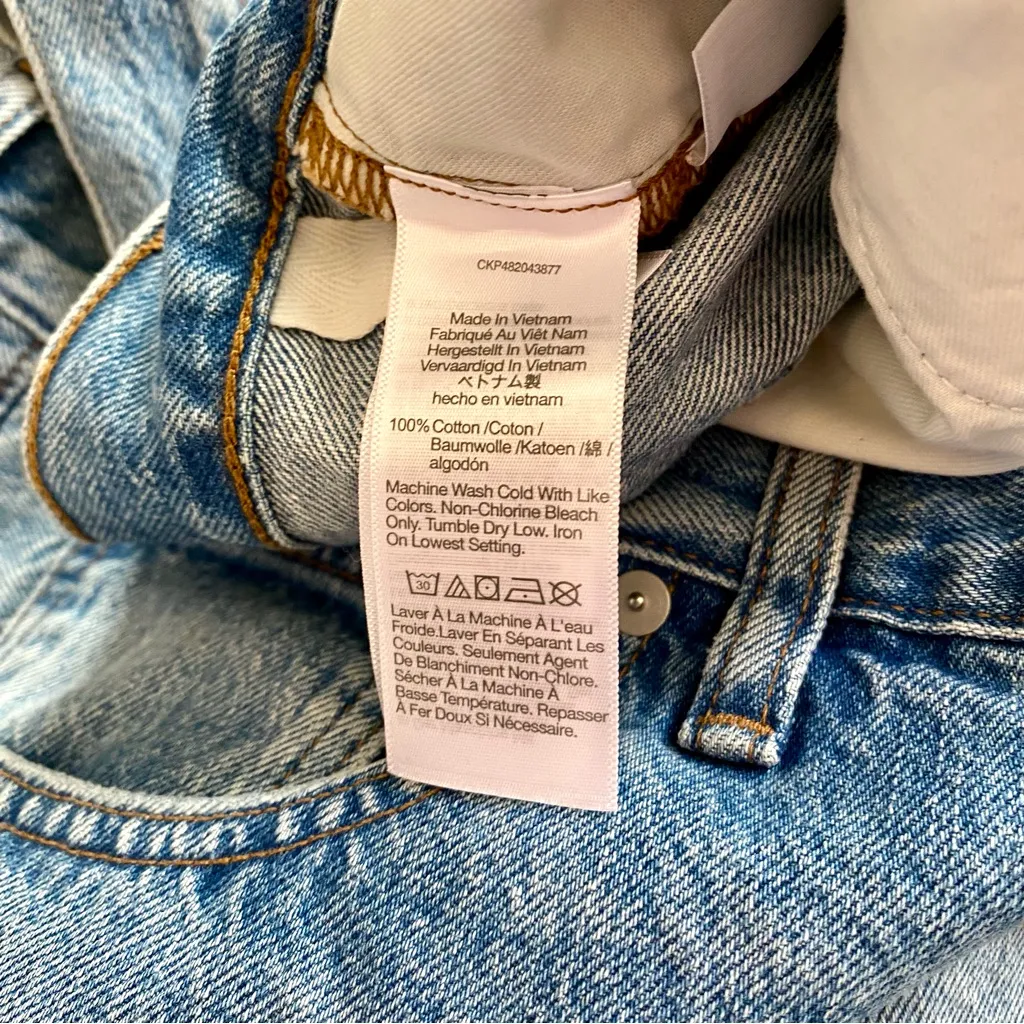 CKP482043877
Made In Vietnam
Fabriqué Au Viêt Nam
Hergestellt In Vietnam
Vervaardigd In Vietnam
ベトナム製
hecho en vietnam
100% Cotton /Coton /
Baumwolle /Katoen /綿 /
algodón
Machine Wash Cold With Like
Colors. Non-Chlorine Bleach
Only. Tumble Dry Low. Iron
On Lowest Setting.
30
Laver À La Machine À L'eau
Froide.Laver En Séparant Les
Couleurs. Seulement Agent
De Blanchiment Non-Chlore.
Sécher À La Machine À
Basse Température. Repasser
À Fer Doux Si Nécessaire.